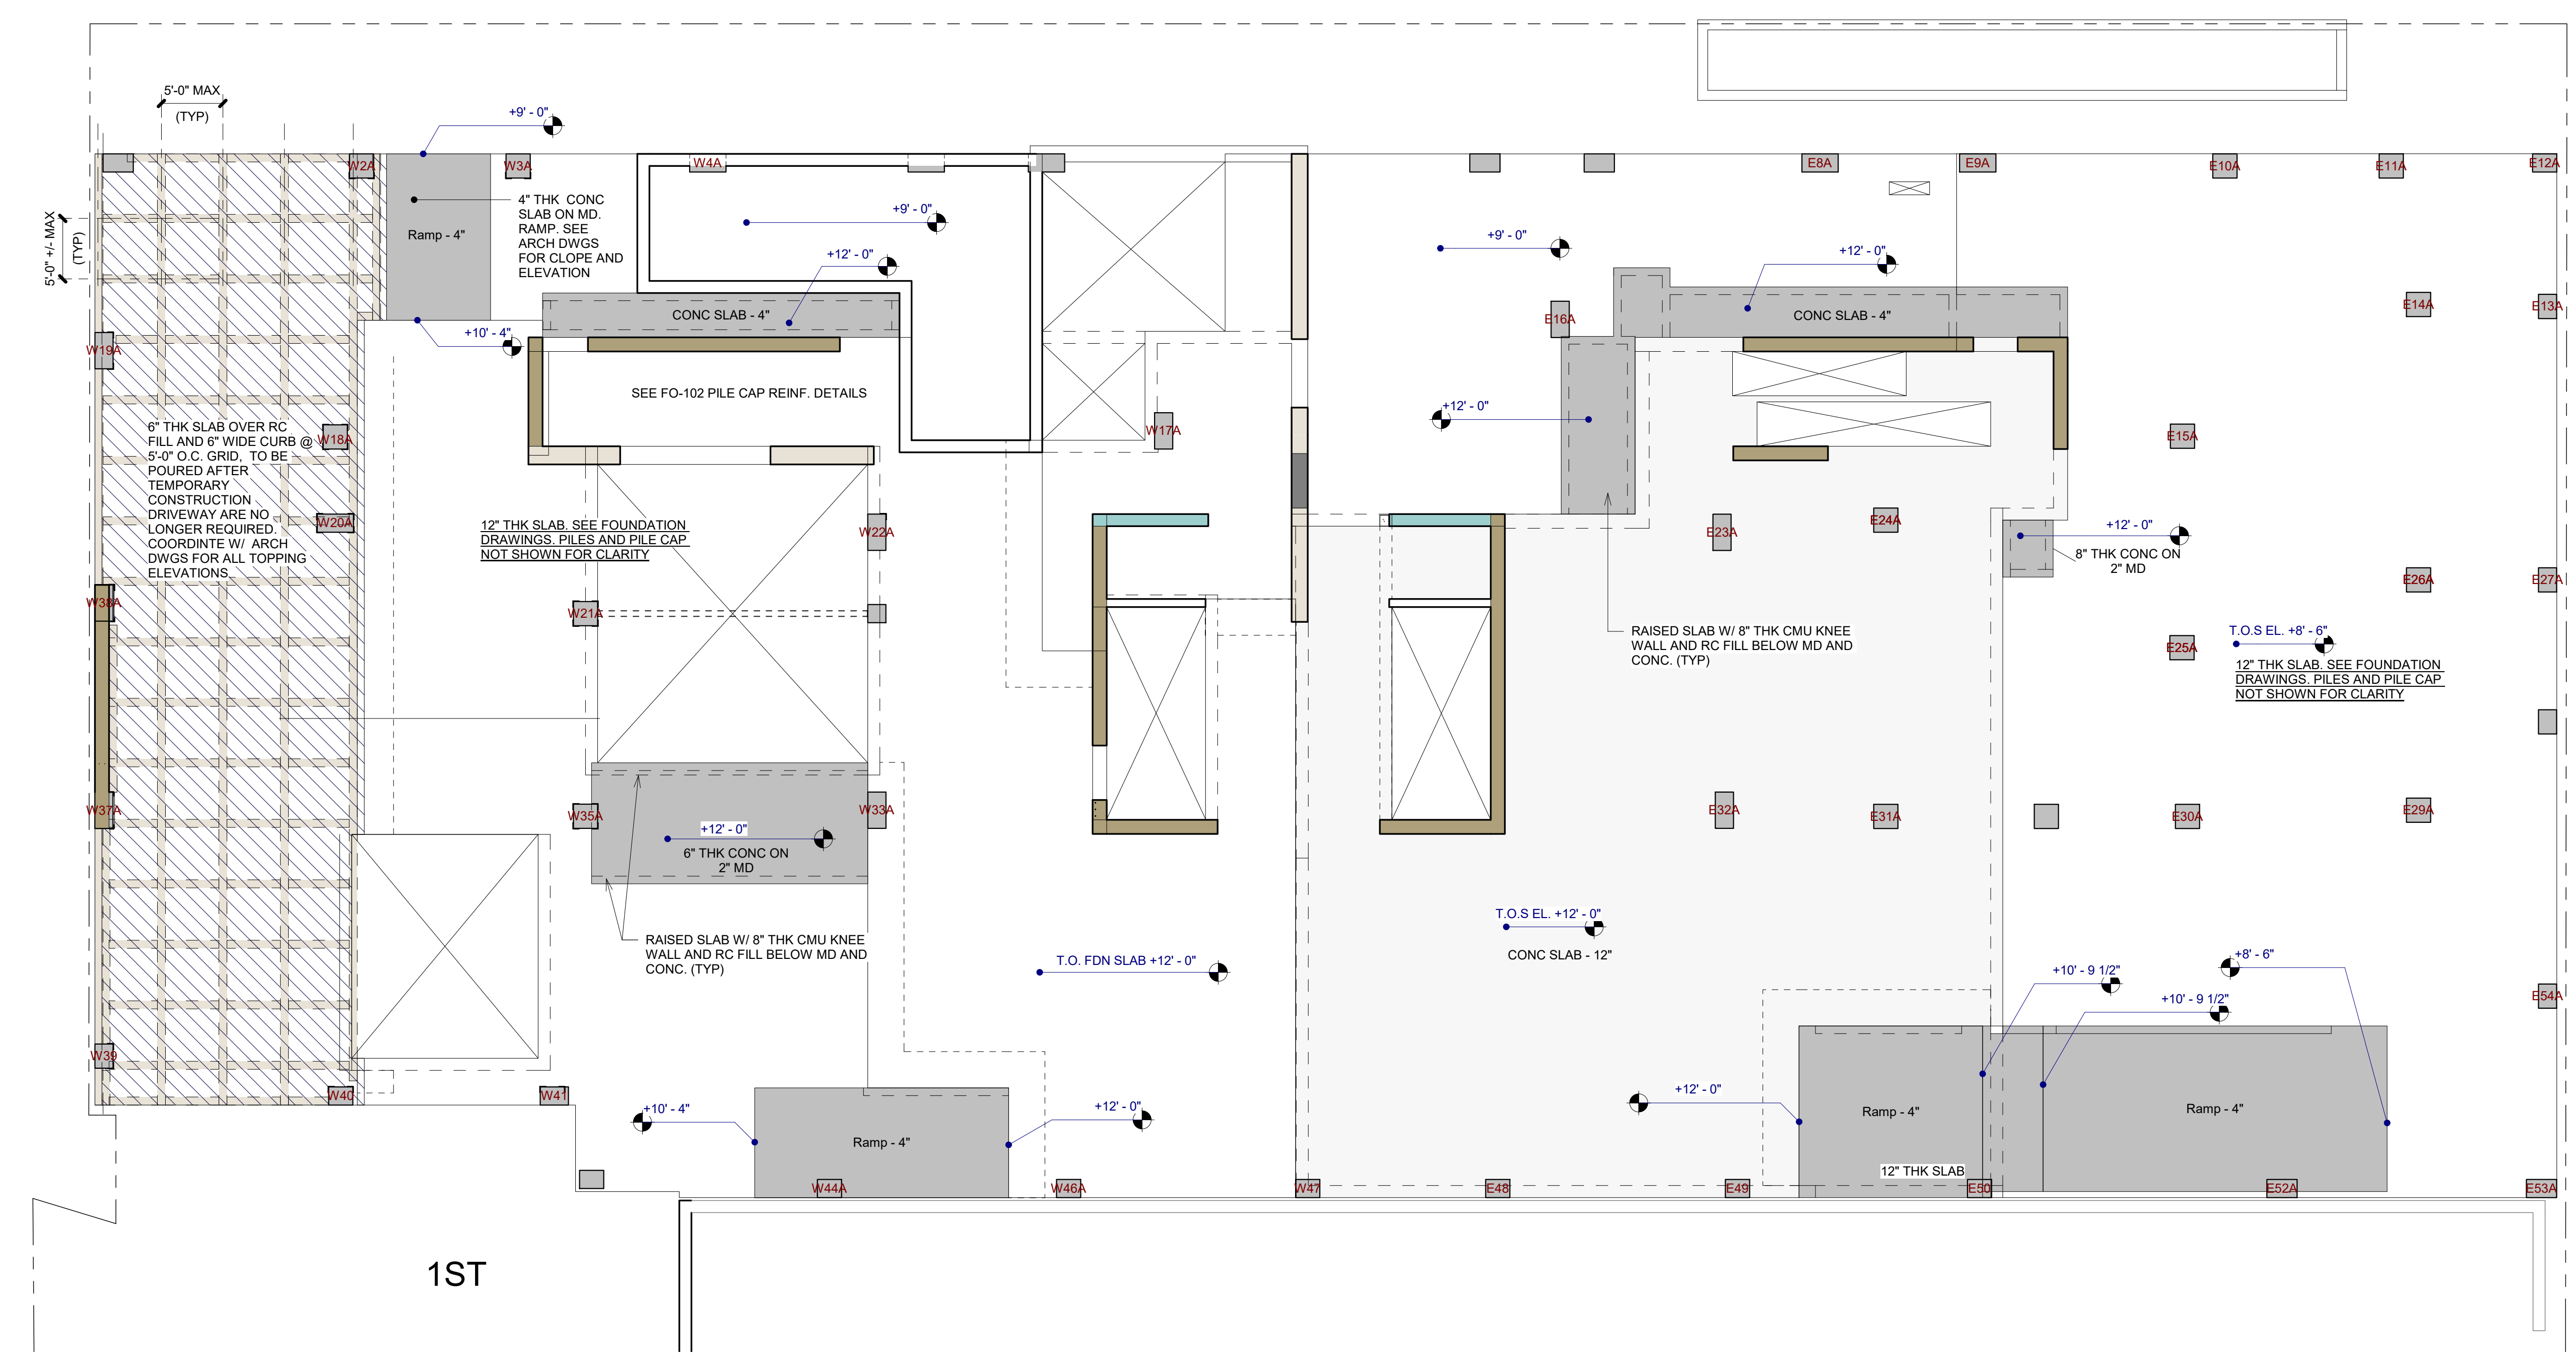 5'-0" MAX
(TYP)
+9' - 0"
W2A
W3A
W4A
E8A
E9A
E10A
E11A
E12A
4" THK  CONC
SLAB ON MD.
RAMP. SEE
ARCH DWGS
FOR CLOPE AND
ELEVATION
Ramp - 4"
5'-0" +/- MAX
(TYP)
+9' - 0"
+12' - 0"
+9' - 0"
+12' - 0"
CONC SLAB - 4"
CONC SLAB - 4"
E16A
E14A
E13A
+10' - 4"
W19A
SEE FO-102 PILE CAP REINF. DETAILS
+12' - 0"
W17A
W18A
E15A
6" THK SLAB OVER RC
FILL AND 6" WIDE CURB @
5'-0" O.C. GRID,  TO BE
POURED AFTER
TEMPORARY
CONSTRUCTION
DRIVEWAY ARE NO
LONGER REQUIRED.
COORDINTE W/  ARCH
DWGS FOR ALL TOPPING
ELEVATIONS.
W20A
12" THK SLAB. SEE FOUNDATION
DRAWINGS. PILES AND PILE CAP
NOT SHOWN FOR CLARITY
W22A
E23A
E24A
+12' - 0"
8" THK CONC ON
2" MD
E26A
E27A
W38A
W21A
RAISED SLAB W/ 8" THK CMU KNEE
WALL AND RC FILL BELOW MD AND
CONC. (TYP)
E25A
T.O.S EL. +8' - 6"
12" THK SLAB. SEE FOUNDATION
DRAWINGS. PILES AND PILE CAP
NOT SHOWN FOR CLARITY
W37A
W35A
W33A
E32A
E31A
E30A
E29A
+12' - 0"
6" THK CONC ON
2" MD
RAISED SLAB W/ 8" THK CMU KNEE
WALL AND RC FILL BELOW MD AND
CONC. (TYP)
T.O. FDN SLAB +12' - 0"
T.O.S EL. +12' - 0"
CONC SLAB - 12"
+8' - 6"
+10' - 9 1/2"
+10' - 9 1/2"
E54A
W39
W40
W41
+10' - 4"
+12' - 0"
+12' - 0"
Ramp - 4"
Ramp - 4"
Ramp - 4"
12" THK SLAB
W44A
W46A
W47
E48
E49
E50
E52A
E53A
1ST